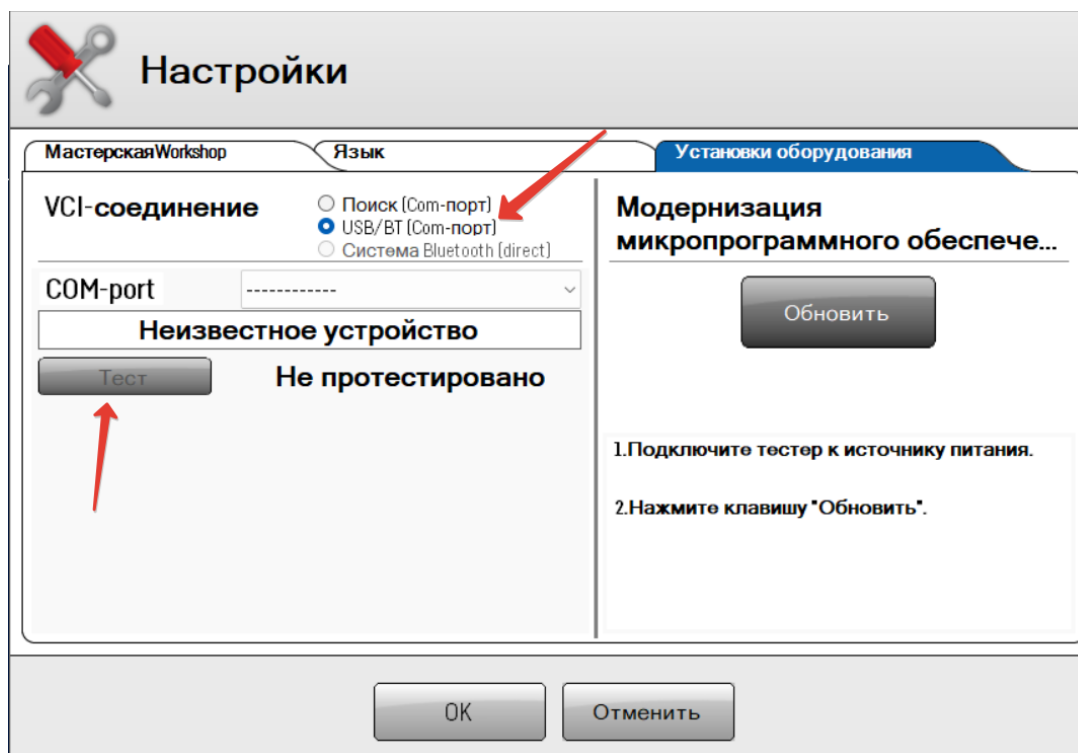 Настройки
МастерскаяWorkshop
Язык
Установки оборудования
VCI-соединение
Поиск (Com-порт)
USB/BT (Com-порт)
Система Bluetooth (direct)
COM-port
------------
Неизвестное устройство
Тест
Не протестировано
Модернизация
микропрограммного обеспече...
Обновить
1.Подключите тестер к источнику питания.
2.Нажмите клавишу "Обновить".
OK
Отменить